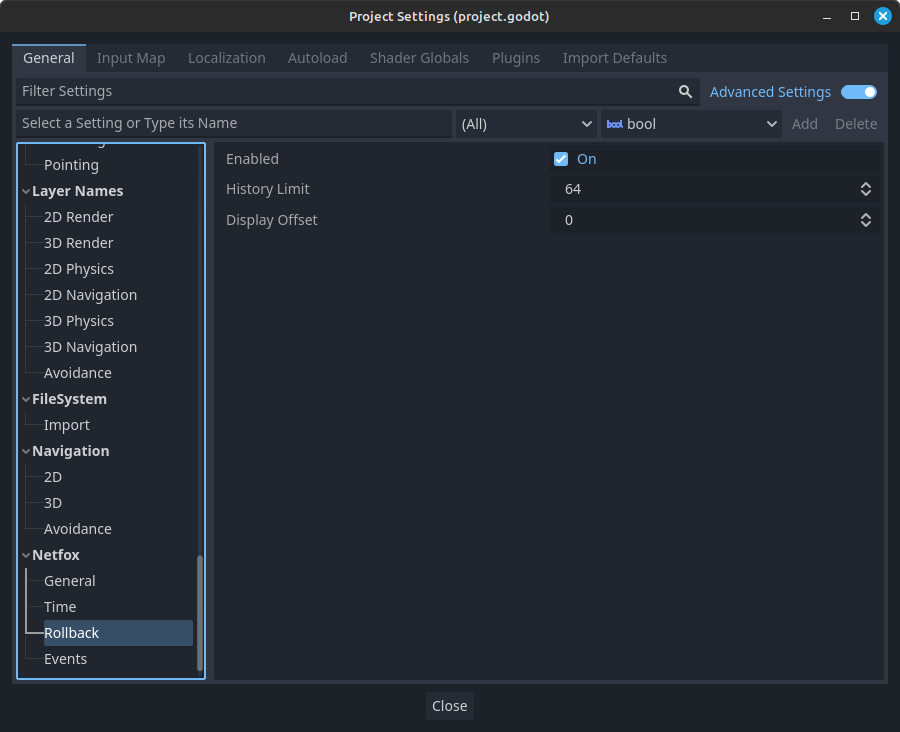 Project Settings (project.godot)
General Input Map Localization Autoload Shader Globals Plugins Import Defaults
Filter Settings Advanced Settings
Select a Setting or Type its Name (All) bool bool Add Delete
Pointing
Layer Names
2D Render
3D Render
2D Physics
2D Navigation
3D Physics
3D Navigation
Avoidance
FileSystem
Import
Navigation
2D
3D
Avoidance
Netfox
General
Time
Rollback
Events
Enabled On
History Limit 64
Display Offset 0
Close